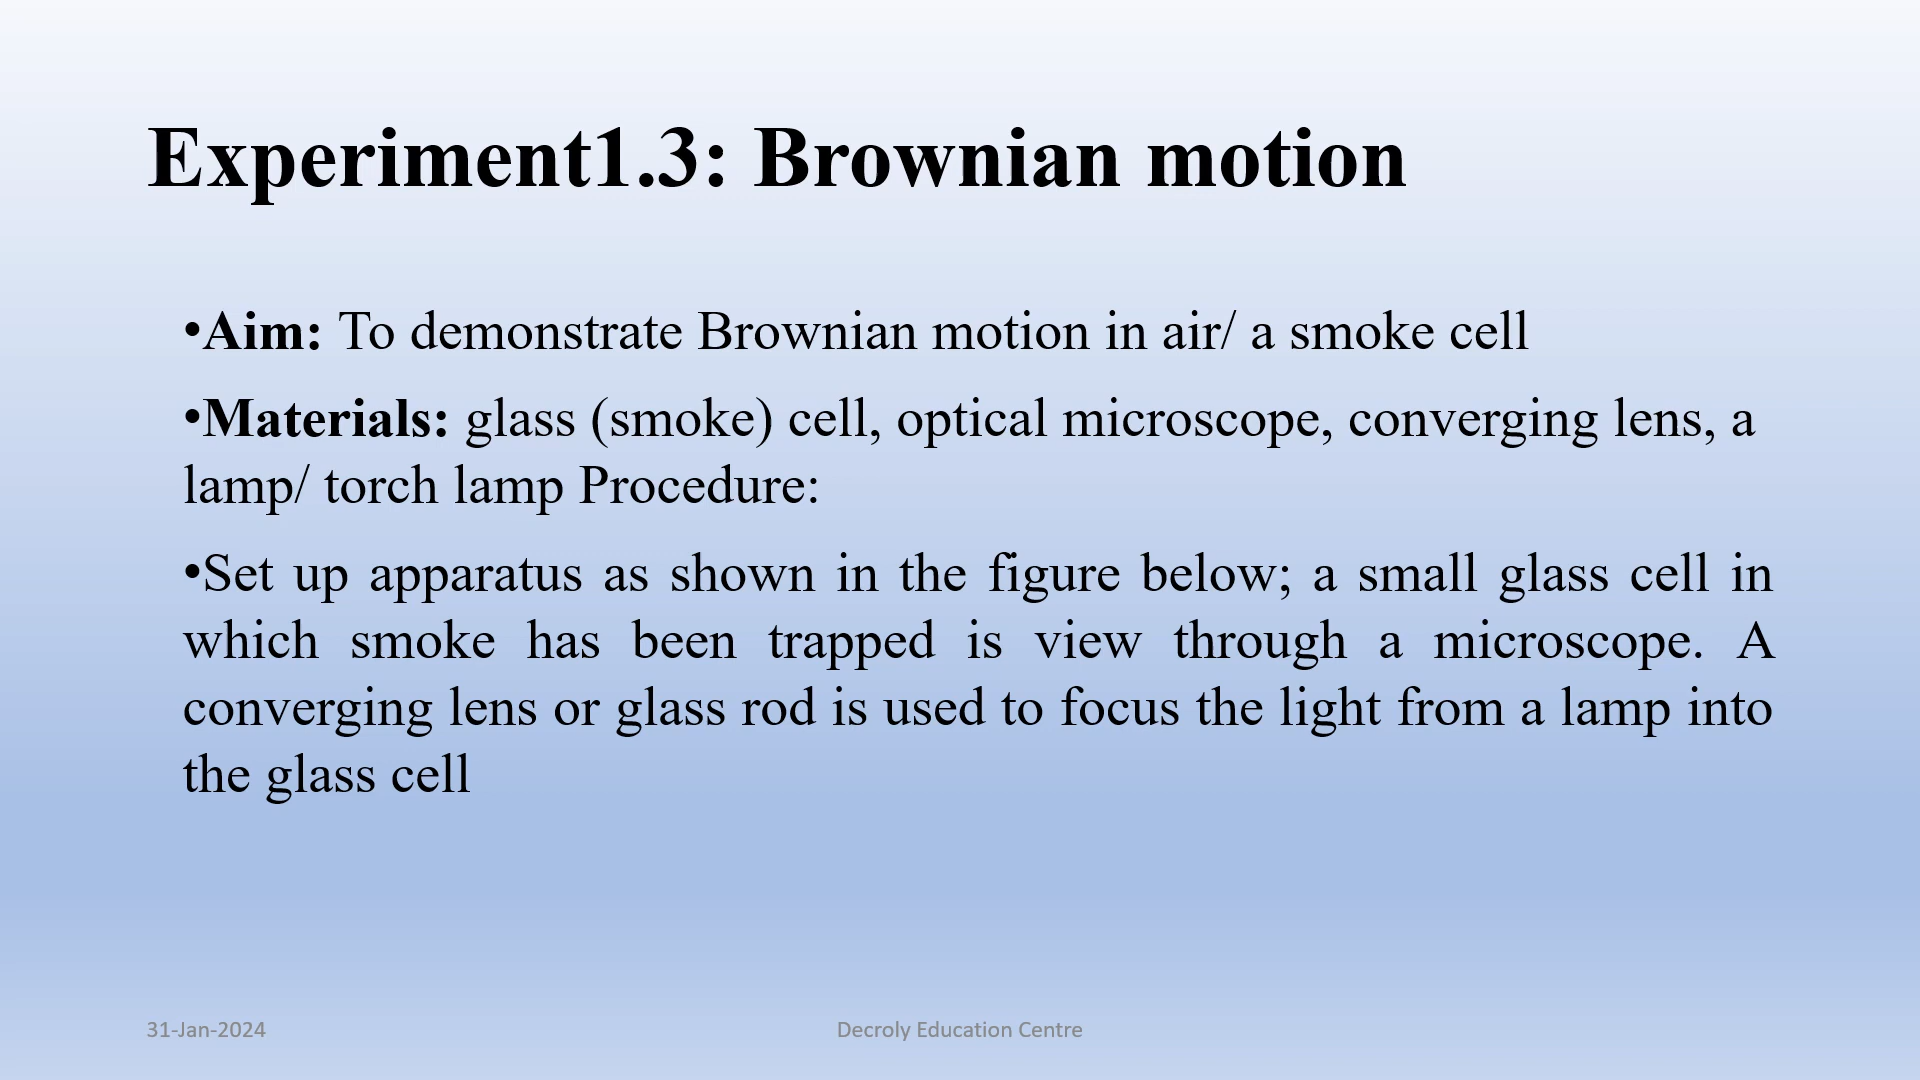 Experiment1.3: Brownian motion
•Aim: To demonstrate Brownian motion in air/ a smoke cell
•Materials: glass (smoke) cell, optical microscope, converging lens, a
lamp/ torch lamp Procedure:
•Set up apparatus as shown in the figure below; a small glass cell in
which smoke has been trapped is view through a microscope. A
converging lens or glass rod is used to focus the light from a lamp into
the glass cell
31-Jan-2024
Decroly Education Centre